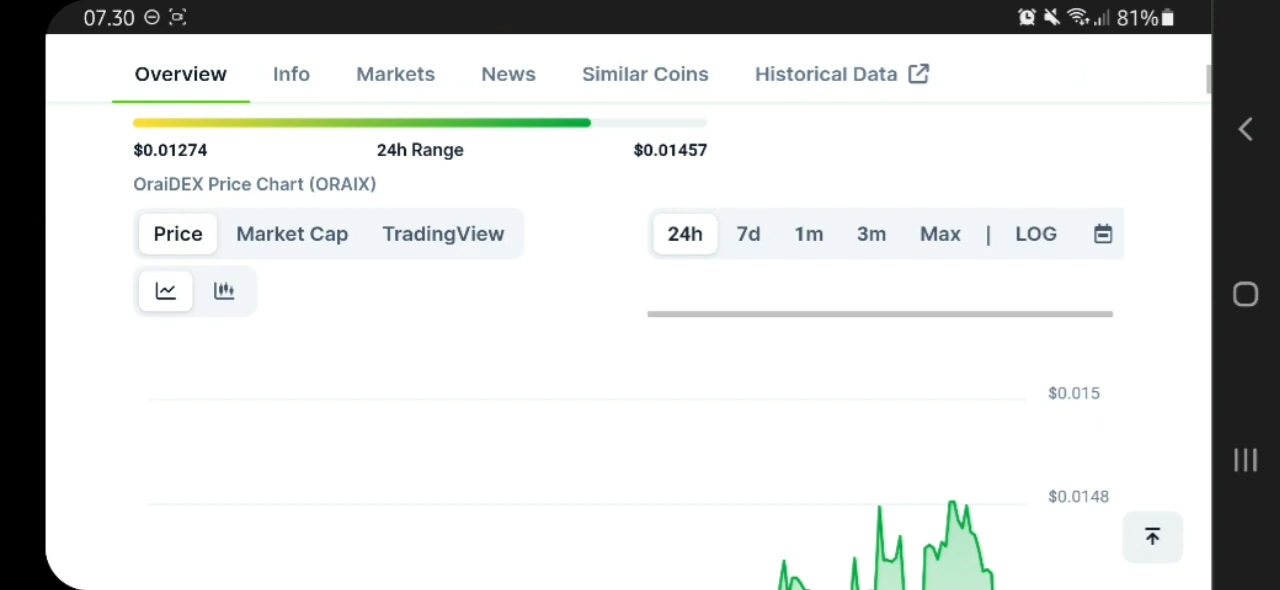 07.30 81%
Overview Info Markets News Similar Coins Historical Data
$0.01274 24h Range $0.01457
OraiDEX Price Chart (ORAIX)
Price Market Cap TradingView 24h 7d 1m 3m Max | LOG
$0.015
$0.0148